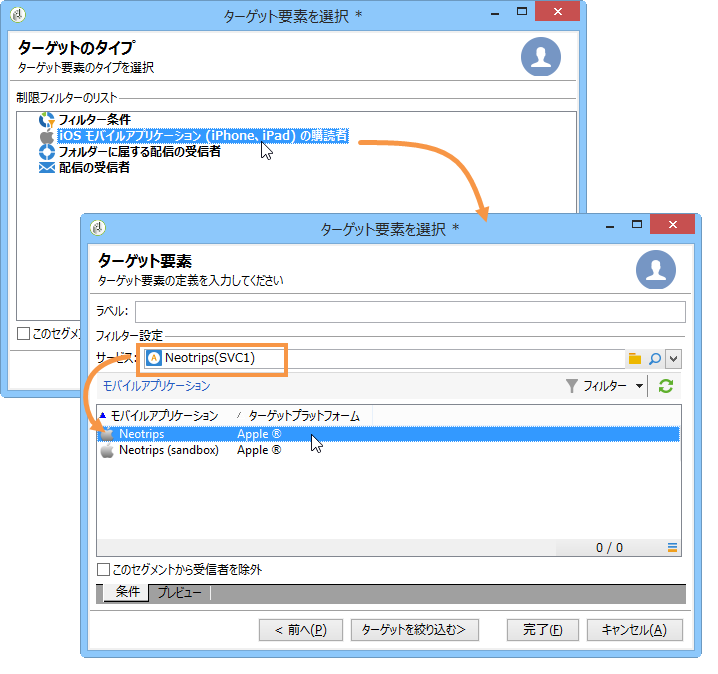 ターゲット要素を選択 *
ターゲットのタイプ
ターゲット要素のタイプを選択
制限フィルターのリスト
フィルター条件
iOS モバイルアプリケーション (iPhone、iPad) の購読者
フォルダーに属する配信の受信者
配信の受信者
このセグメ
ターゲット要素を選択 *
ターゲット要素
ターゲット要素の定義を入力してください
ラベル:
フィルター設定
サービス: Neotrips(SVC1)
モバイルアプリケーション フィルター
モバイルアプリケーション / ターゲットプラットフォーム
Neotrips Apple ®
Neotrips (sandbox) Apple ®
0 / 0
このセグメントから受信者を除外
条件 プレビュー
< 前へ(P) ターゲットを絞り込む> 完了(F) キャンセル(A)